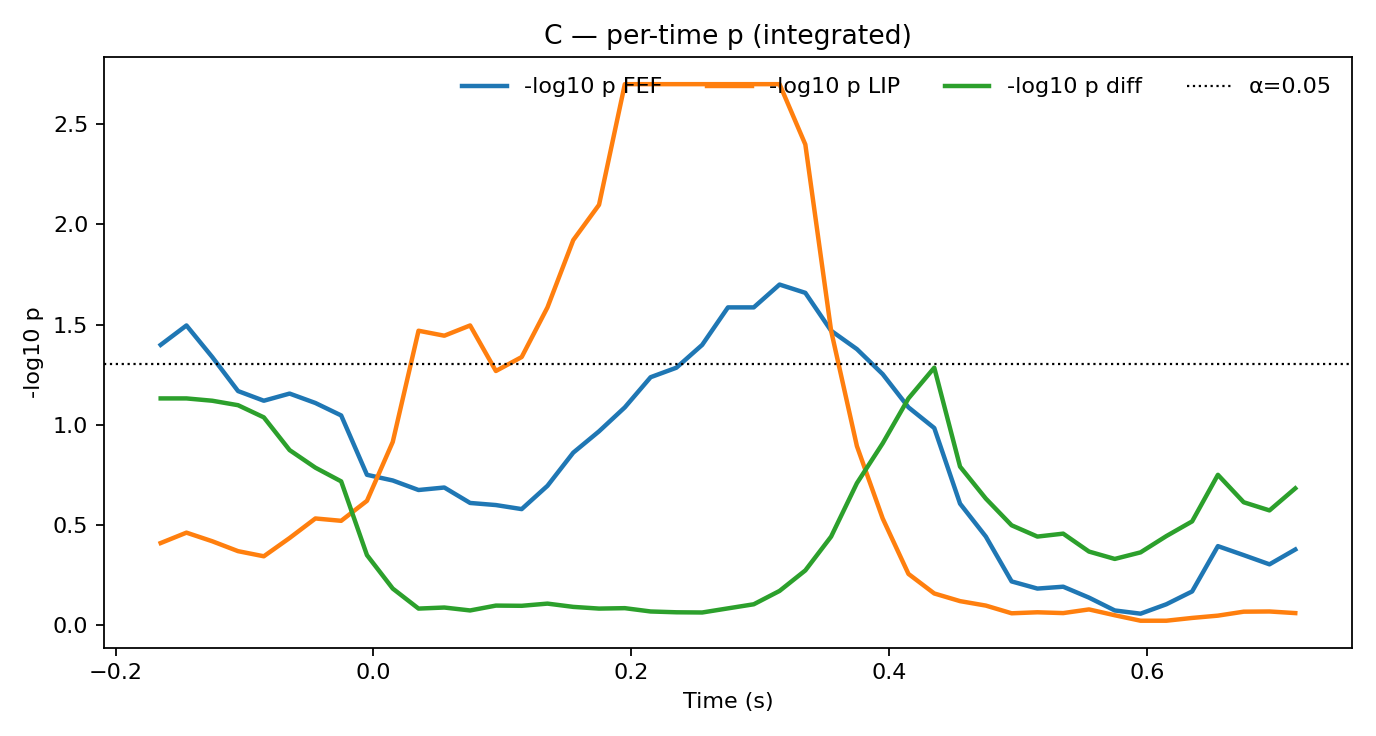 C — per-time p (integrated)
-log10 p FEF -log10 p LIP -log10 p diff α=0.05
2.5
2.0
1.5
1.0
0.5
0.0
-log10 p
−0.2 0.0 0.2 0.4 0.6
Time (s)